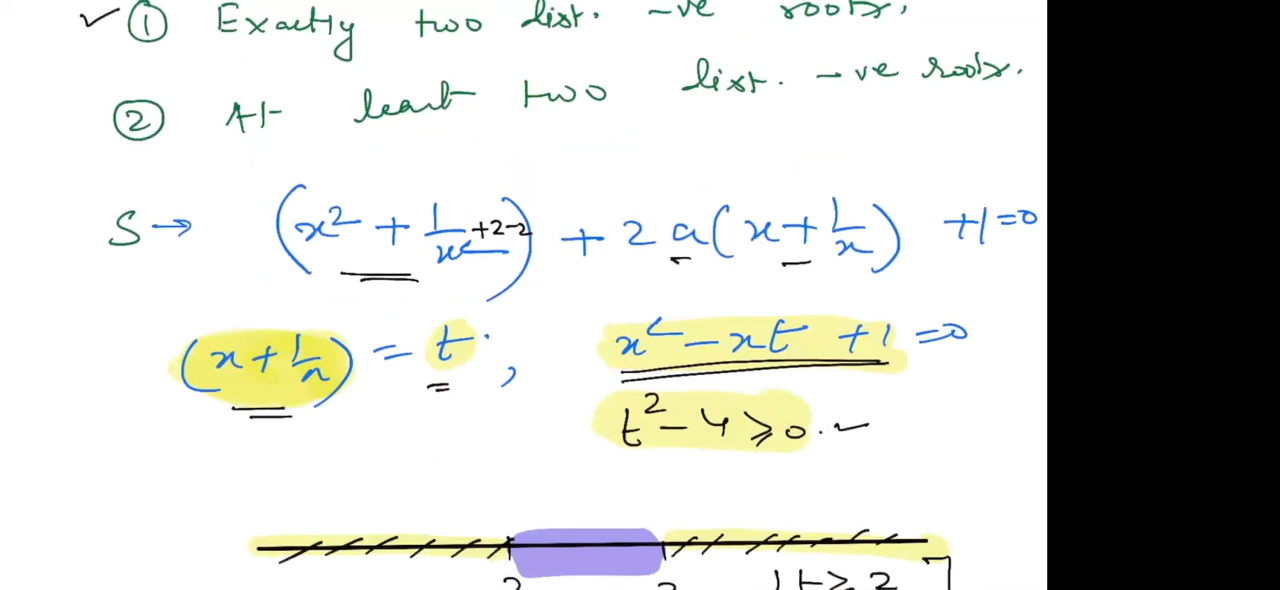 ✓ ① Exactly two dist. -ve roots.
② At least two dist. -ve roots.
S → (x² + 1/x² +2-2) + 2a(x + 1/x) +1=0
(x + 1/x) = t ; x² - xt + 1 = 0
t² - 4 ≥ 0. ✓